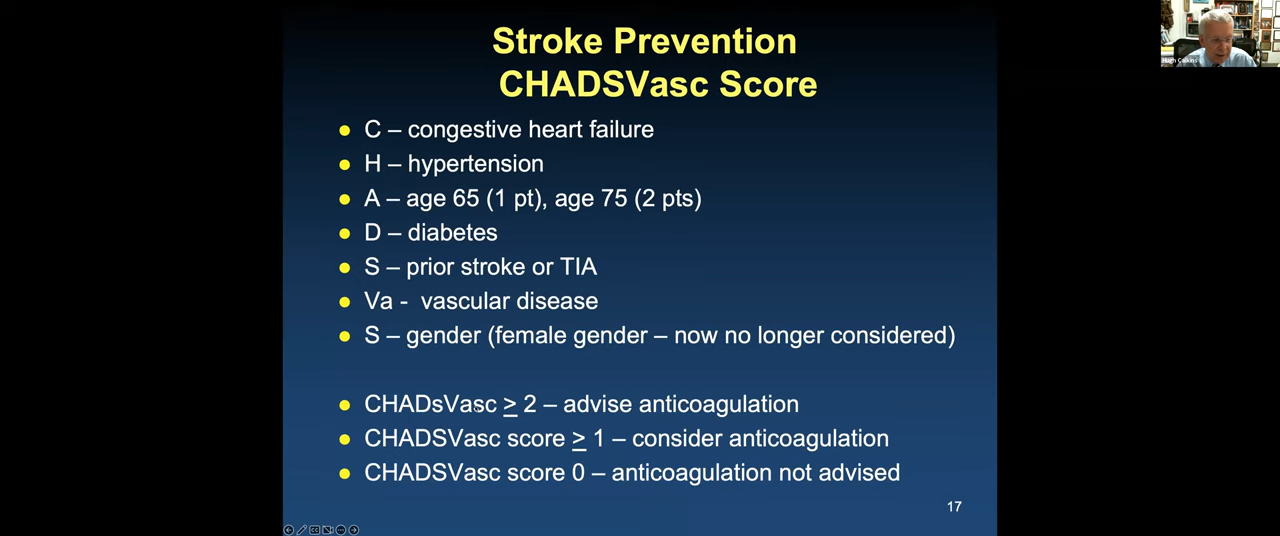 Stroke Prevention
CHADSVasc Score
C – congestive heart failure
H – hypertension
A – age 65 (1 pt), age 75 (2 pts)
D – diabetes
S – prior stroke or TIA
Va - vascular disease
S – gender (female gender – now no longer considered)
CHADsVasc ≥ 2 – advise anticoagulation
CHADSVasc score ≥ 1 – consider anticoagulation
CHADSVasc score 0 – anticoagulation not advised
17
Hugh Calkins